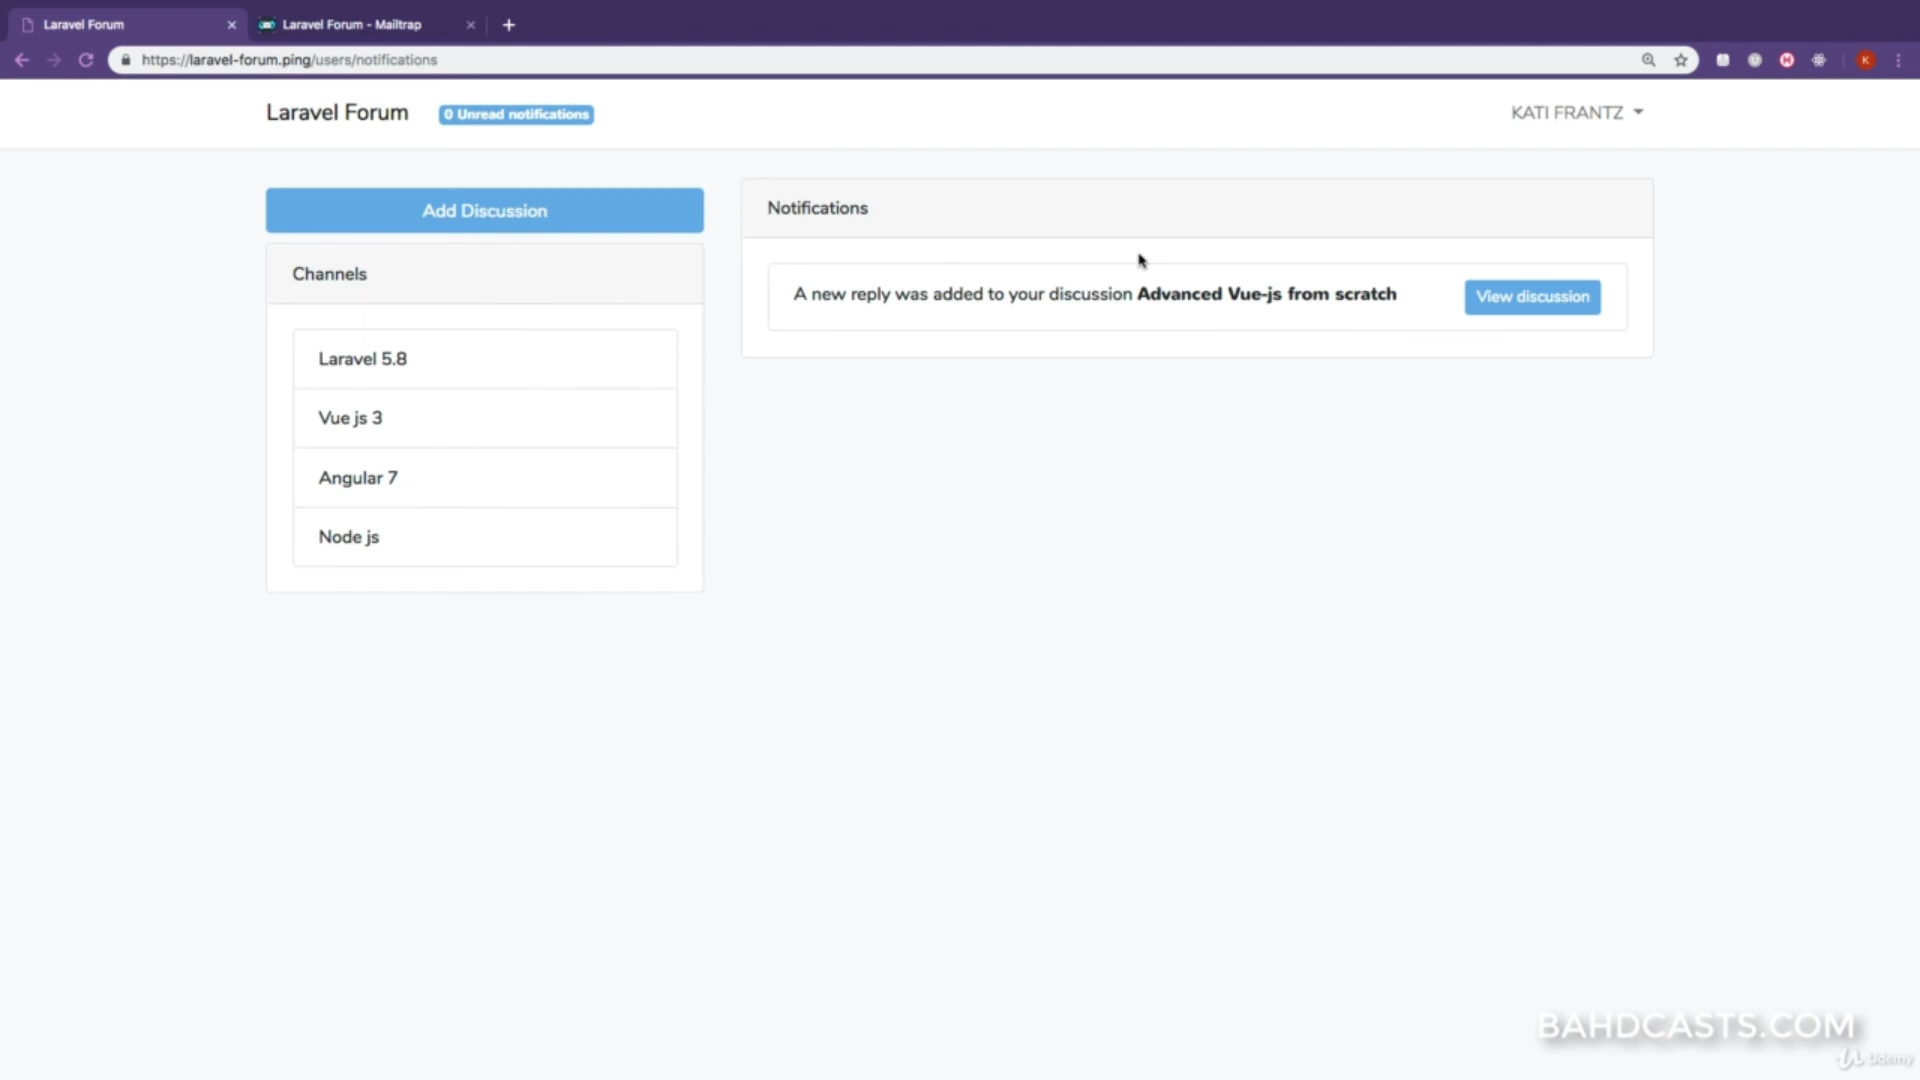 Laravel Forum
Laravel Forum - Mailtrap
https://laravel-forum.ping/users/notifications
K
Laravel Forum
0 Unread notifications
KATI FRANTZ
Add Discussion
Channels
Laravel 5.8
Vue js 3
Angular 7
Node js
Notifications
A new reply was added to your discussion Advanced Vue-js from scratch
View discussion
BAHDCASTS.COM
Udemy